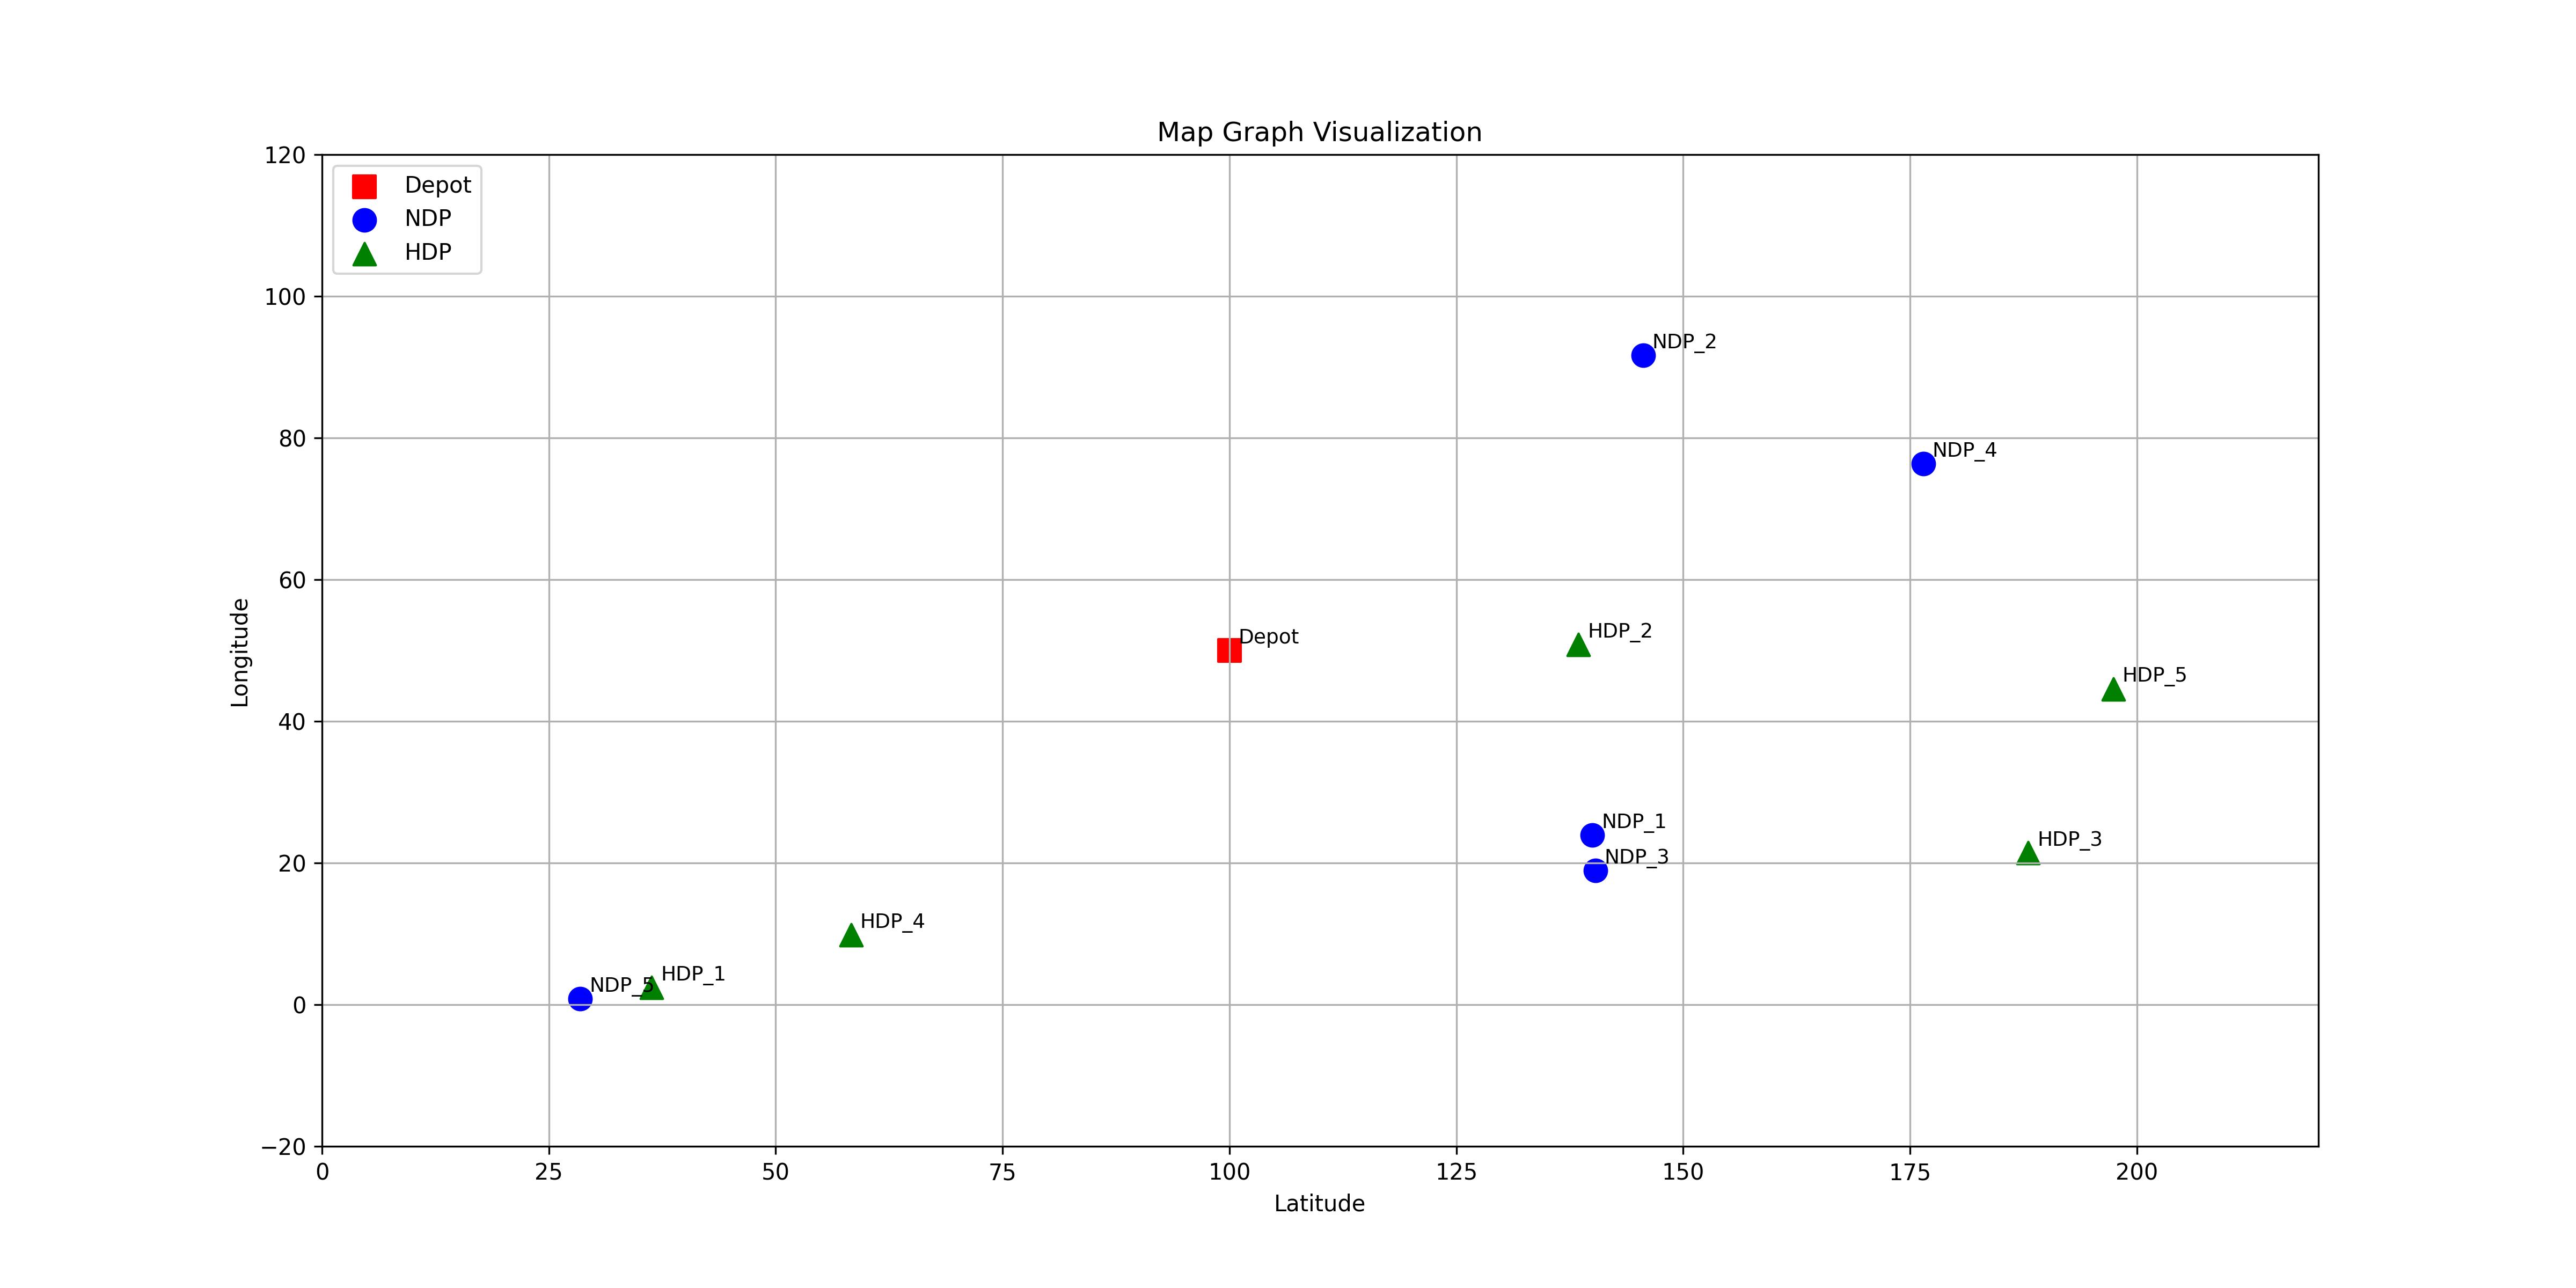 Map Graph Visualization
120
100
80
60
40
20
0
−20
Longitude
Depot
NDP
HDP
NDP_2
NDP_4
Depot
HDP_2
HDP_5
NDP_1
NDP_3
HDP_3
HDP_4
NDP_5
HDP_1
0 25 50 75 100 125 150 175 200
Latitude